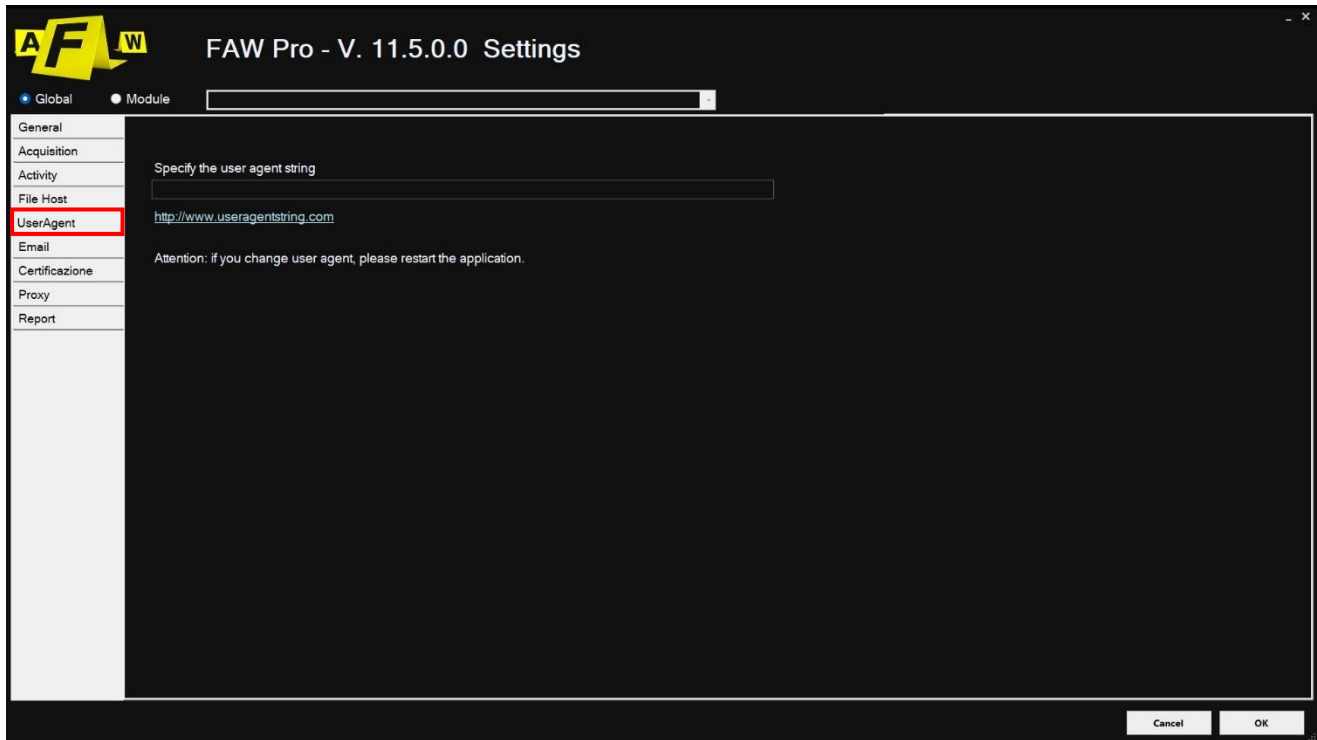 A F W
FAW Pro - V. 11.5.0.0 Settings
Global
Module
General
Acquisition
Activity
File Host
UserAgent
Email
Certificazione
Proxy
Report
Specify the user agent string
http://www.useragentstring.com
Attention: if you change user agent, please restart the application.
Cancel
OK